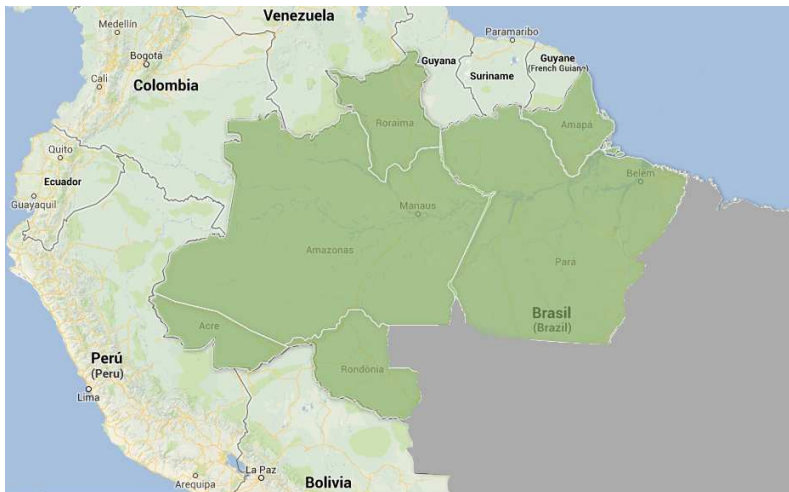 Venezuela
Medellín
Paramaribo
Bogotá
Guyana
Guyane
(French Guiana)
Cali
Colombia
Suriname
Roraima
Amapá
Quito
Belém
Ecuador
Guayaquil
Manaus
Amazonas
Pará
Brasil
(Brazil)
Acre
Perú
(Peru)
Rondônia
Lima
La Paz
Arequipa
Bolivia